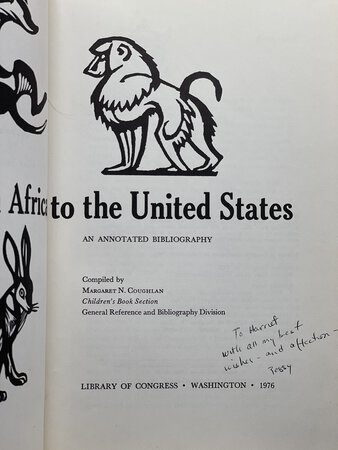 Africa to the United States
AN ANNOTATED BIBLIOGRAPHY
Compiled by
MARGARET N. COUGHLAN
Children's Book Section
General Reference and Bibliography Division
To Harriet
with all my best
wishes - and affection -
Peggy
LIBRARY OF CONGRESS • WASHINGTON • 1976